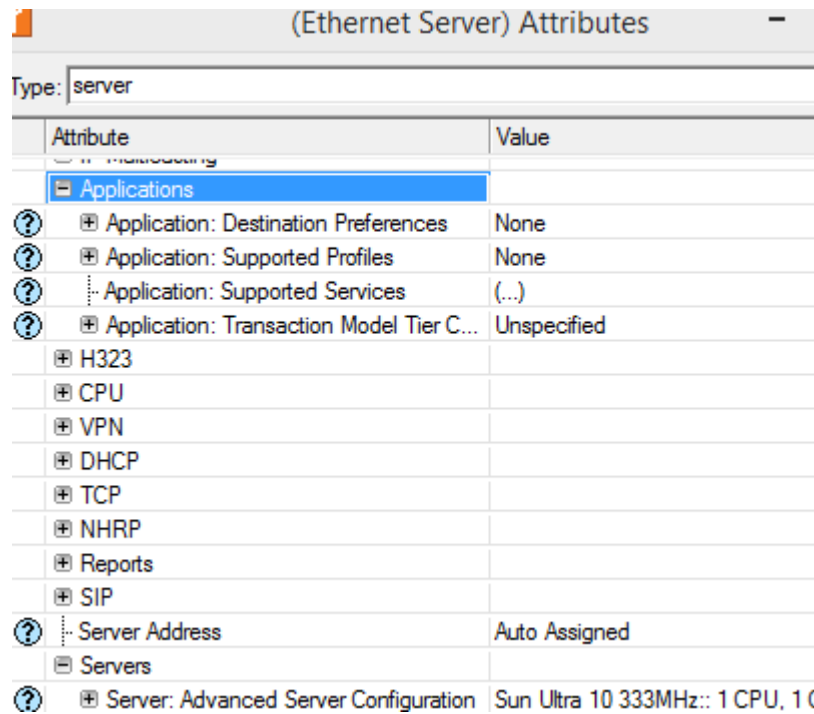 (Ethernet Server) Attributes
Type: server
Attribute Value
Applications
Application: Destination Preferences None
Application: Supported Profiles None
Application: Supported Services (...)
Application: Transaction Model Tier C... Unspecified
H323
CPU
VPN
DHCP
TCP
NHRP
Reports
SIP
Server Address Auto Assigned
Servers
Server: Advanced Server Configuration Sun Ultra 10 333MHz:: 1 CPU, 1